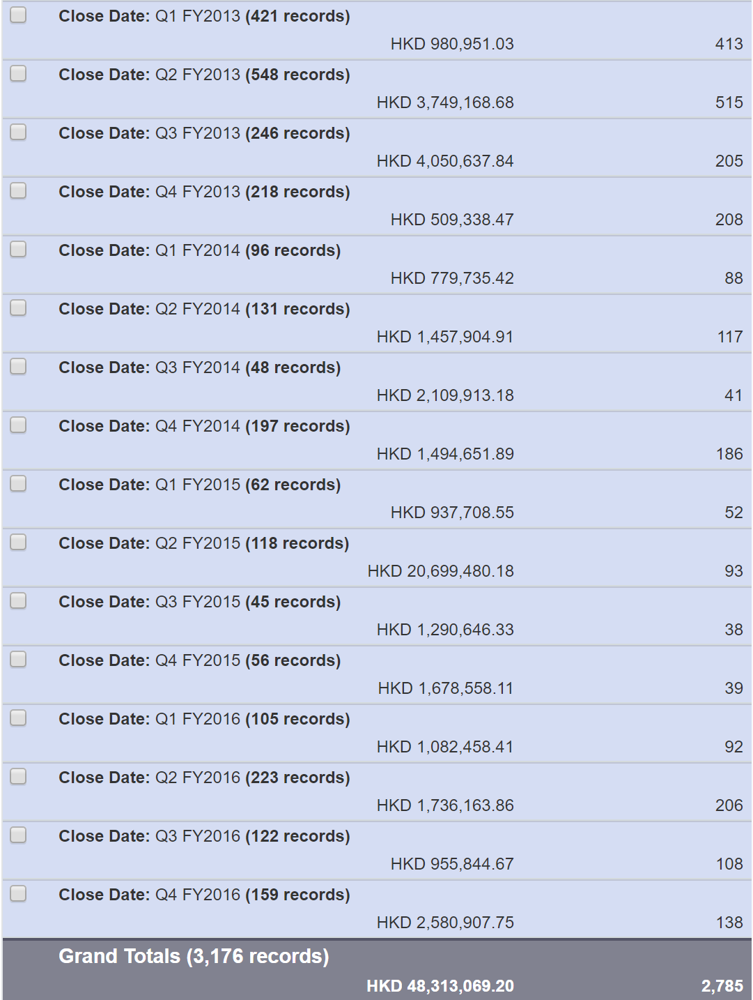 Close Date: Q1 FY2013 (421 records)
HKD 980,951.03 413
Close Date: Q2 FY2013 (548 records)
HKD 3,749,168.68 515
Close Date: Q3 FY2013 (246 records)
HKD 4,050,637.84 205
Close Date: Q4 FY2013 (218 records)
HKD 509,338.47 208
Close Date: Q1 FY2014 (96 records)
HKD 779,735.42 88
Close Date: Q2 FY2014 (131 records)
HKD 1,457,904.91 117
Close Date: Q3 FY2014 (48 records)
HKD 2,109,913.18 41
Close Date: Q4 FY2014 (197 records)
HKD 1,494,651.89 186
Close Date: Q1 FY2015 (62 records)
HKD 937,708.55 52
Close Date: Q2 FY2015 (118 records)
HKD 20,699,480.18 93
Close Date: Q3 FY2015 (45 records)
HKD 1,290,646.33 38
Close Date: Q4 FY2015 (56 records)
HKD 1,678,558.11 39
Close Date: Q1 FY2016 (105 records)
HKD 1,082,458.41 92
Close Date: Q2 FY2016 (223 records)
HKD 1,736,163.86 206
Close Date: Q3 FY2016 (122 records)
HKD 955,844.67 108
Close Date: Q4 FY2016 (159 records)
HKD 2,580,907.75 138
Grand Totals (3,176 records)
HKD 48,313,069.20 2,785